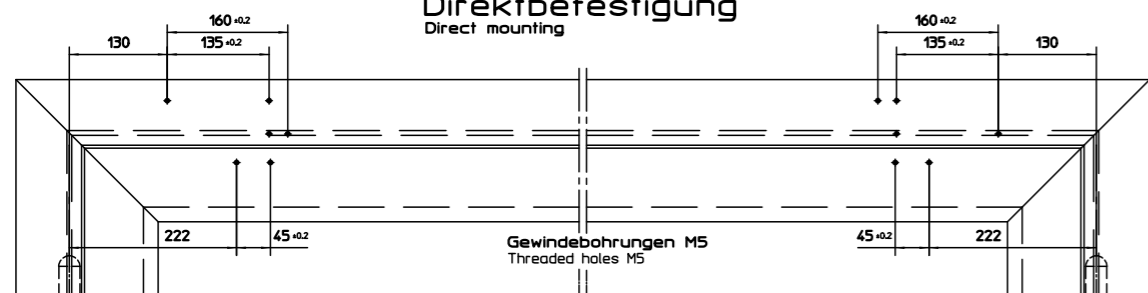 Direktbefestigung
Direct mounting
160 ±0.2
160 ±0.2
130
135 ±0.2
135 ±0.2
130
222
45 ±0.2
45 ±0.2
222
Gewindebohrungen M5
Threaded holes M5